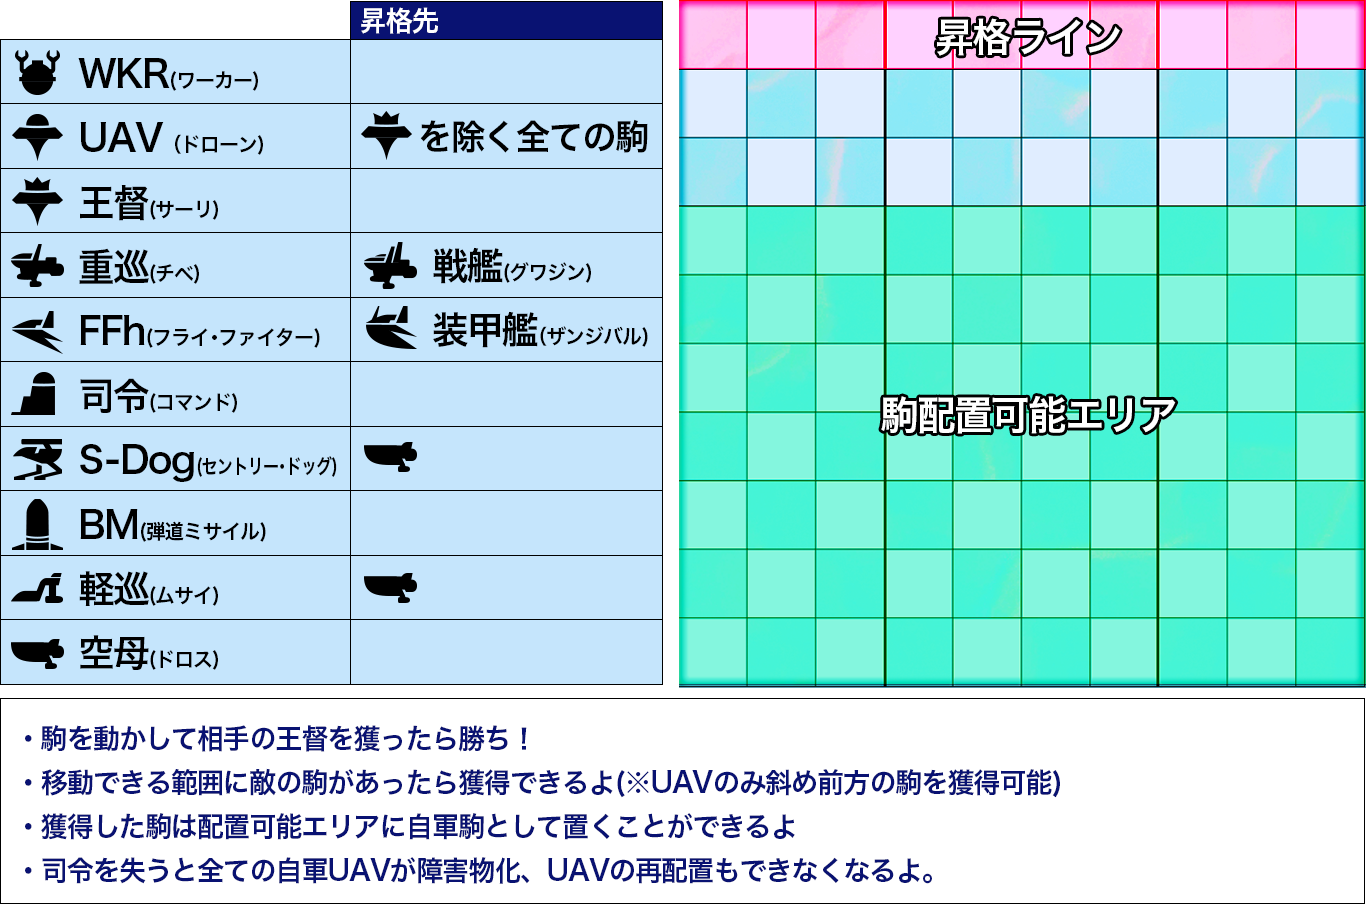 昇格先
WKR(ワーカー)
UAV (ドローン)
を除く全ての駒
王督(サーリ)
重巡(チベ)
戦艦(グワジン)
FFh(フライ・ファイター)
装甲艦(ザンジバル)
司令(コマンド)
S-Dog(セントリー・ドッグ)
BM(弾道ミサイル)
軽巡(ムサイ)
空母(ドロス)
昇格ライン
駒配置可能エリア
・駒を動かして相手の王督を獲ったら勝ち！
・移動できる範囲に敵の駒があったら獲得できるよ(※UAVのみ斜め前方の駒を獲得可能)
・獲得した駒は配置可能エリアに自軍駒として置くことができるよ
・司令を失うと全ての自軍UAVが障害物化、UAVの再配置もできなくなるよ。